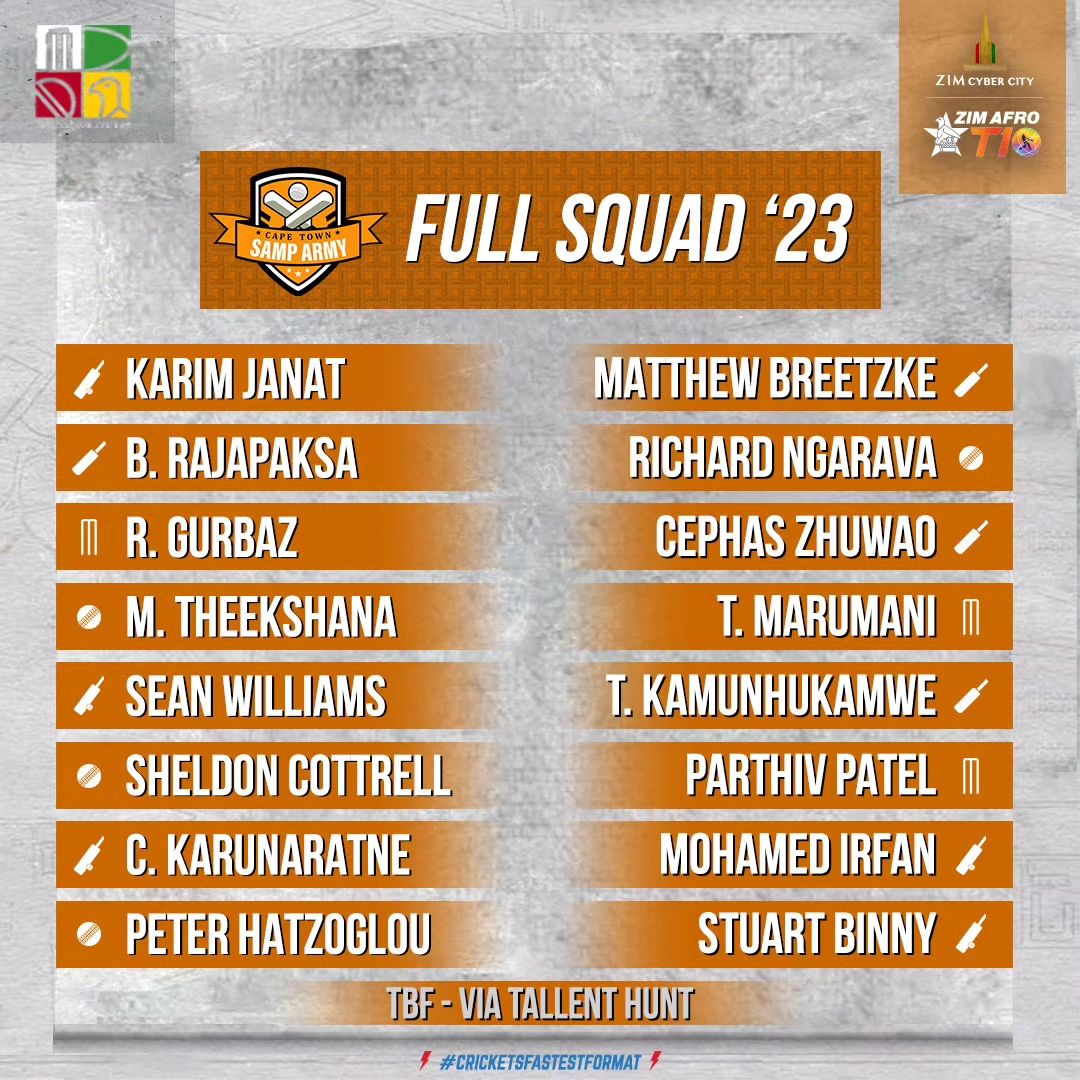 ZIM CYBER CITY
ZIM AFRO
T10
CAPE TOWN
SAMP ARMY
FULL SQUAD ‘23
KARIM JANAT
MATTHEW BREETZKE
B. RAJAPAKSA
RICHARD NGARAVA
R. GURBAZ
CEPHAS ZHUWAO
M. THEEKSHANA
T. MARUMANI
SEAN WILLIAMS
T. KAMUNHUKAMWE
SHELDON COTTRELL
PARTHIV PATEL
C. KARUNARATNE
MOHAMED IRFAN
PETER HATZOGLOU
STUART BINNY
TBF - VIA TALLENT HUNT
#CRICKETSFASTESTFORMAT